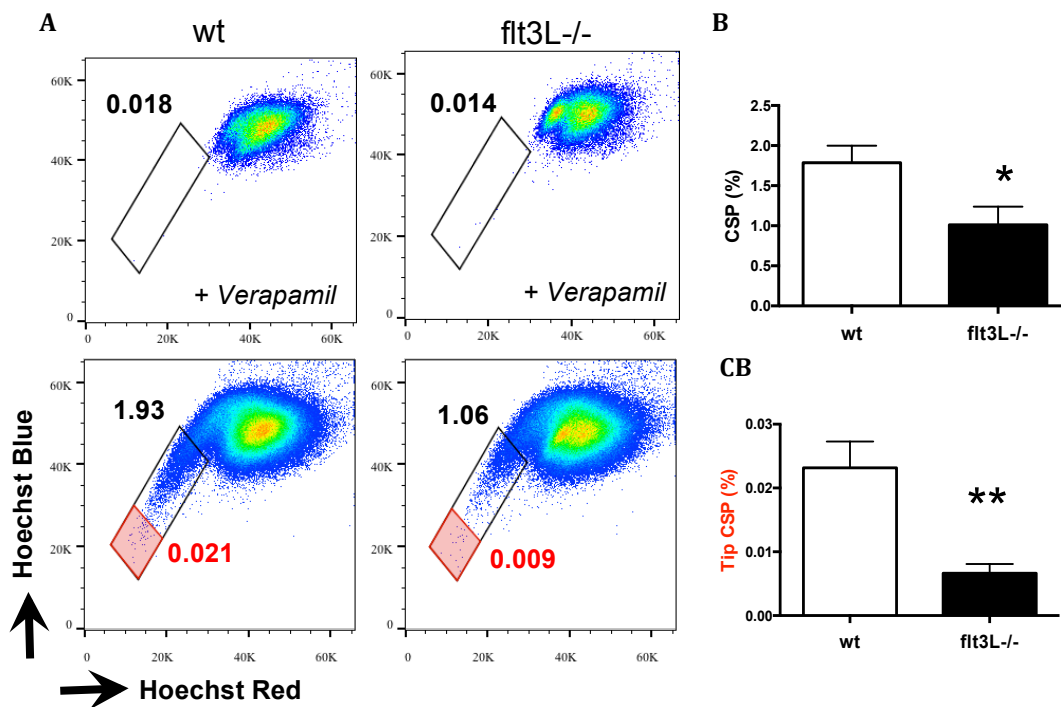 A
wt
flt3L-/-
60K
40K
20K
0
0.018
+ Verapamil
0
20K
40K
60K
60K
40K
20K
0
0.014
+ Verapamil
0
20K
40K
60K
60K
40K
20K
0
1.93
0.021
0
20K
40K
60K
60K
40K
20K
0
1.06
0.009
0
20K
40K
60K
Hoechst Blue
Hoechst Red
B
CSP (%)
2.5
2.0
1.5
1.0
0.5
0.0
*
wt
flt3L-/-
CB
Tip CSP (%)
0.03
0.02
0.01
0.00
**
wt
flt3L-/-